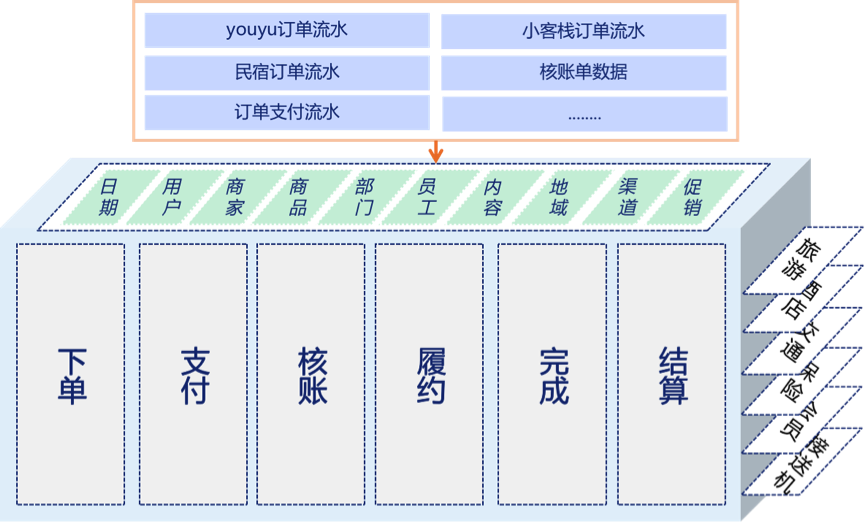 youyu订单流水
小客栈订单流水
民宿订单流水
核账单数据
订单支付流水
........
日期
用户
商家
商品
部门
员工
内容
地域
渠道
促销
下单
支付
核账
履约
完成
结算
旅游
酒店
交通
保险
会员
接送机